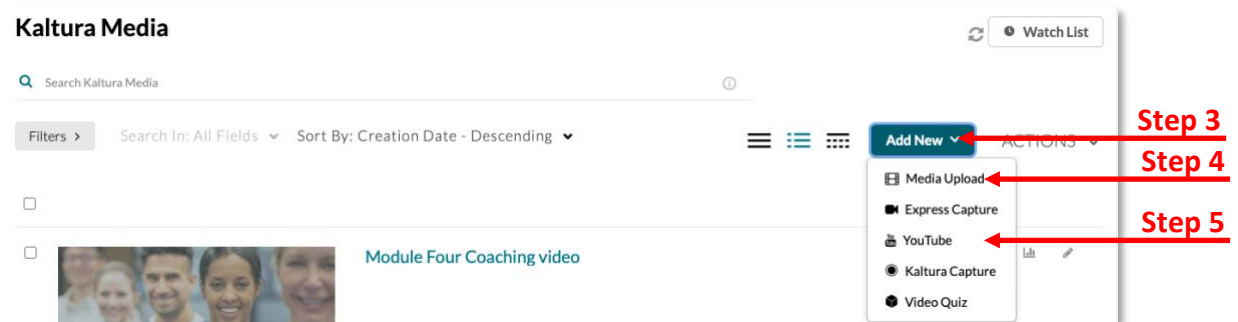 Kaltura Media
Watch List
Search Kaltura Media
Filters > Search In: All Fields Sort By: Creation Date - Descending
Add New
ACTIONS
Step 3
Media Upload
Step 4
Express Capture
YouTube
Step 5
Kaltura Capture
Video Quiz
Module Four Coaching video